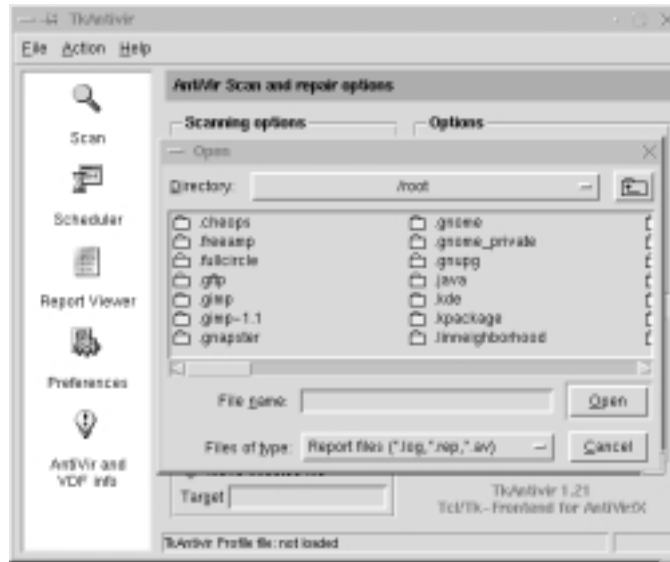 TkAntivir
File Action Help
Scan
Scheduler
Report Viewer
Preferences
AntiVir and
VDF info
AntiVir Scan and repair options
Scanning options
Options
Open
Directory: /root
.cheops
.freeamp
.fullcircle
.gftp
.gimp
.gimp-1.1
.gnapster
.gnome
.gnome_private
.gnupg
.java
.kde
.kpackage
.linneighborhood
File name:
Open
Files of type: Report files (*.log,*.rep,*.av)
Cancel
Target
TkAntivir 1.21
Tcl/Tk-Frontend for AntiVir/X
TkAntivir Profile file: not loaded